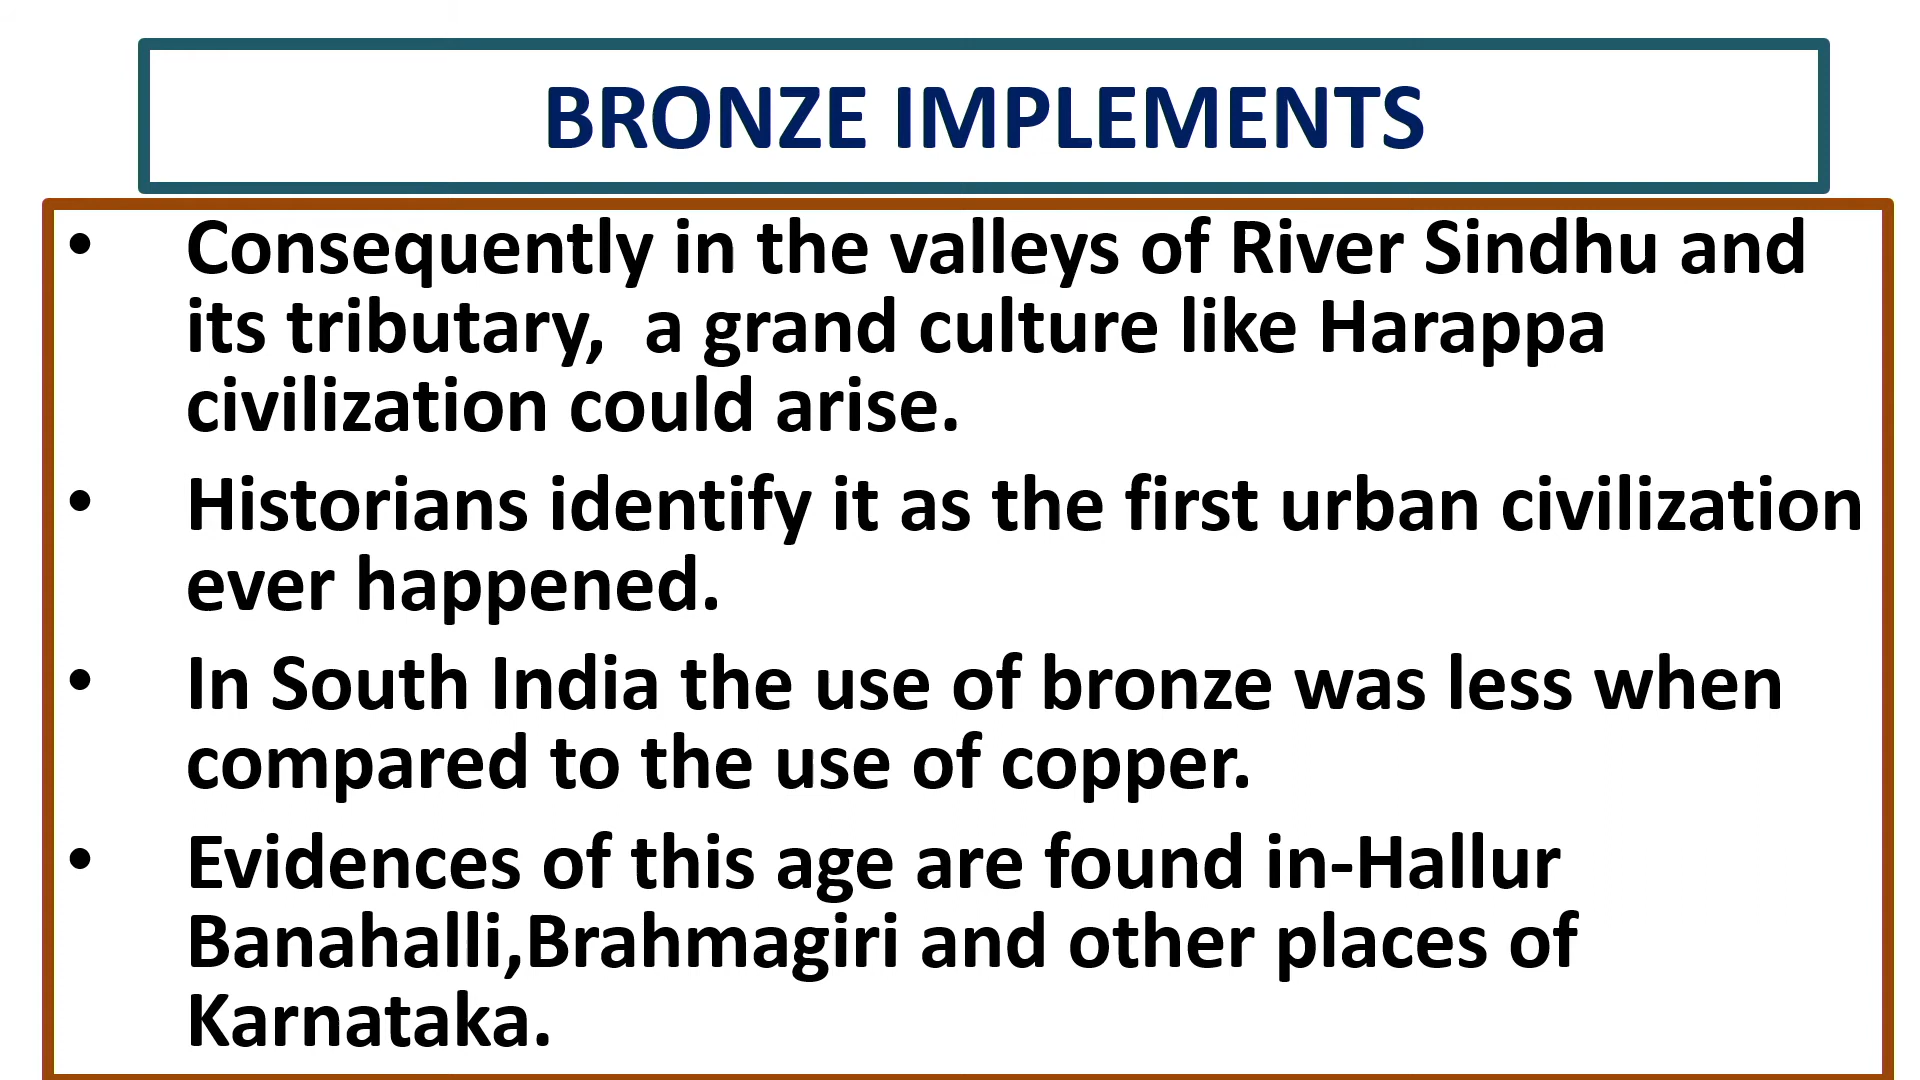 BRONZE IMPLEMENTS
• Consequently in the valleys of River Sindhu and
its tributary,  a grand culture like Harappa
civilization could arise.
• Historians identify it as the first urban civilization
ever happened.
• In South India the use of bronze was less when
compared to the use of copper.
• Evidences of this age are found in-Hallur
Banahalli,Brahmagiri and other places of
Karnataka.